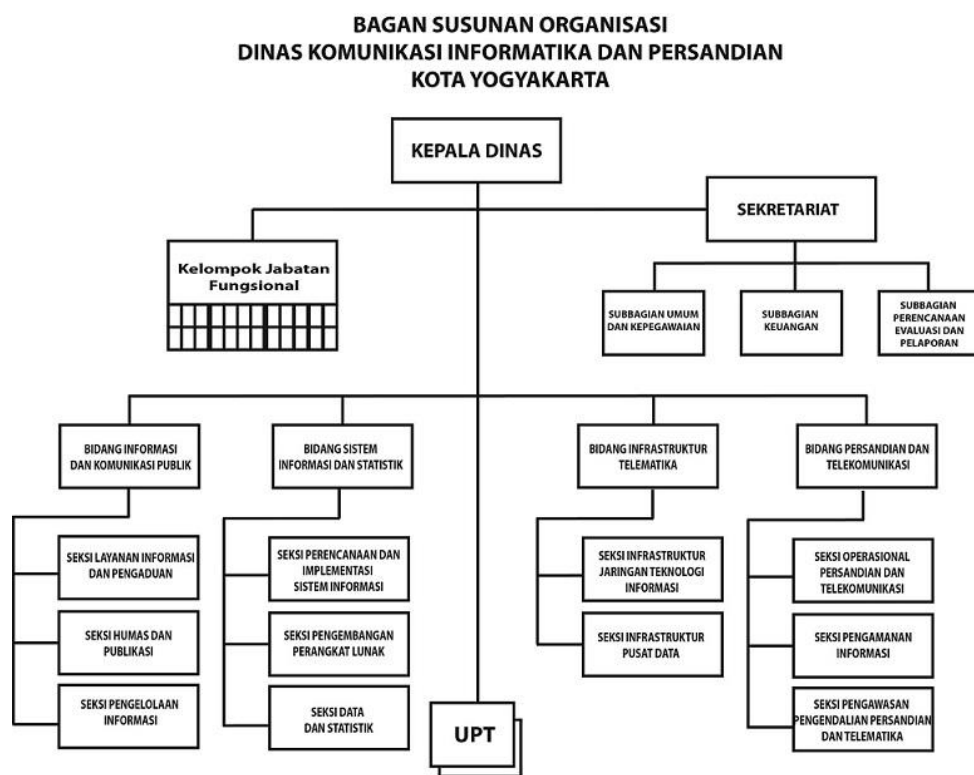 BAGAN SUSUNAN ORGANISASI
DINAS KOMUNIKASI INFORMATIKA DAN PERSANDIAN
KOTA YOGYAKARTA
KEPALA DINAS
SEKRETARIAT
Kelompok Jabatan
Fungsional
SUBBAGIAN UMUM
DAN KEPEGAWAIAN
SUBBAGIAN
KEUANGAN
SUBBAGIAN
PERENCANAAN
EVALUASI DAN
PELAPORAN
BIDANG INFORMASI
DAN KOMUNIKASI PUBLIK
BIDANG SISTEM
INFORMASI DAN STATISTIK
BIDANG INFRASTRUKTUR
TELEMATIKA
BIDANG PERSANDIAN DAN
TELEKOMUNIKASI
SEKSI LAYANAN INFORMASI
DAN PENGADUAN
SEKSI HUMAS DAN
PUBLIKASI
SEKSI PENGELOLAAN
INFORMASI
SEKSI PERENCANAAN DAN
IMPLEMENTASI
SISTEM INFORMASI
SEKSI PENGEMBANGAN
PERANGKAT LUNAK
SEKSI DATA
DAN STATISTIK
SEKSI INFRASTRUKTUR
JARINGAN TEKNOLOGI
INFORMASI
SEKSI INFRASTRUKTUR
PUSAT DATA
SEKSI OPERASIONAL
PERSANDIAN DAN
TELEKOMUNIKASI
SEKSI PENGAMANAN
INFORMASI
SEKSI PENGAWASAN
PENGENDALIAN PERSANDIAN
DAN TELEMATIKA
UPT